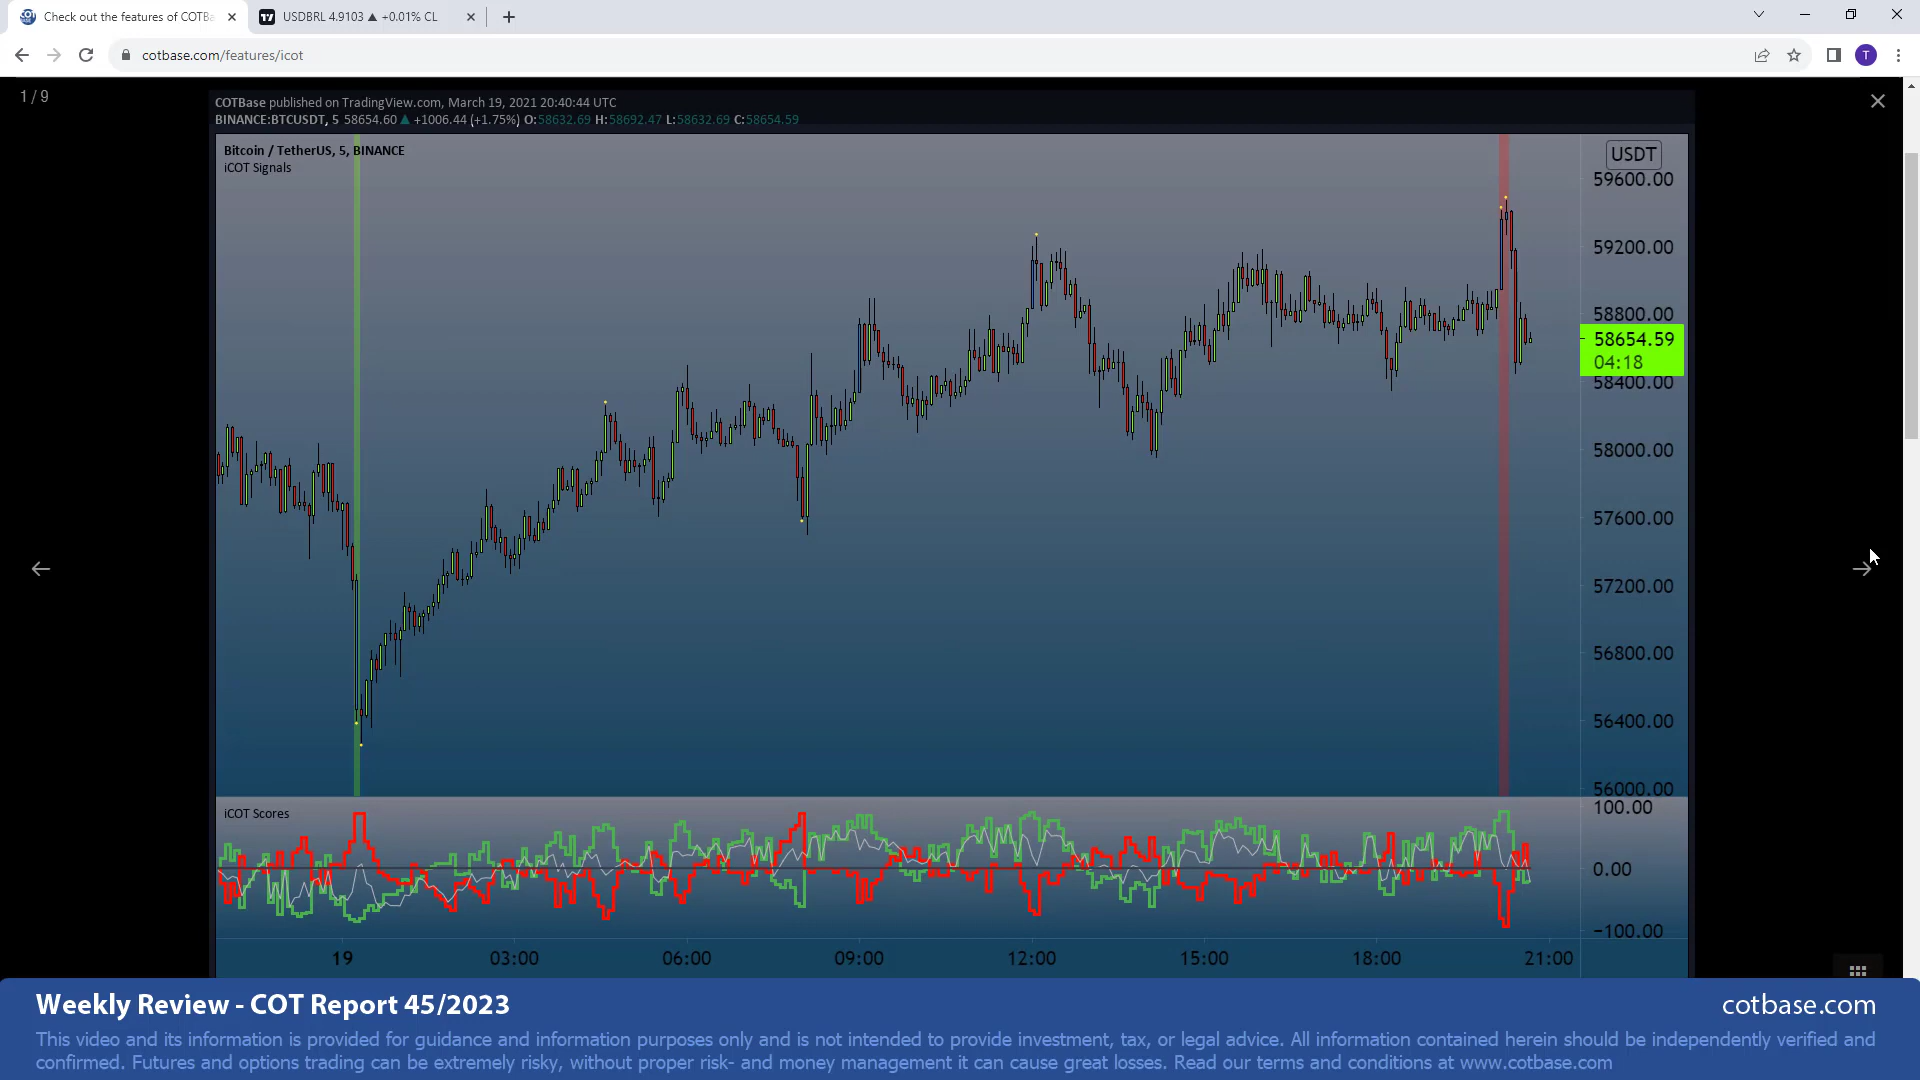 Check out the features of COTBa
USDBRL 4.9103 ▲ +0.01% CL
cotbase.com/features/icot
T
1 / 9
COTBase published on TradingView.com, March 19, 2021 20:40:44 UTC
BINANCE:BTCUSDT, 5 58654.60 ▲ +1006.44 (+1.75%) O:58632.69 H:58692.47 L:58632.69 C:58654.59
Bitcoin / TetherUS, 5, BINANCE
iCOT Signals
USDT
59600.00
59200.00
58800.00
58654.59
04:18
58400.00
58000.00
57600.00
57200.00
56800.00
56400.00
56000.00
iCOT Scores
100.00
0.00
-100.00
19 03:00 06:00 09:00 12:00 15:00 18:00 21:00
Weekly Review - COT Report 45/2023
cotbase.com
This video and its information is provided for guidance and information purposes only and is not intended to provide investment, tax, or legal advice. All information contained herein should be independently verified and
confirmed. Futures and options trading can be extremely risky, without proper risk- and money management it can cause great losses. Read our terms and conditions at www.cotbase.com